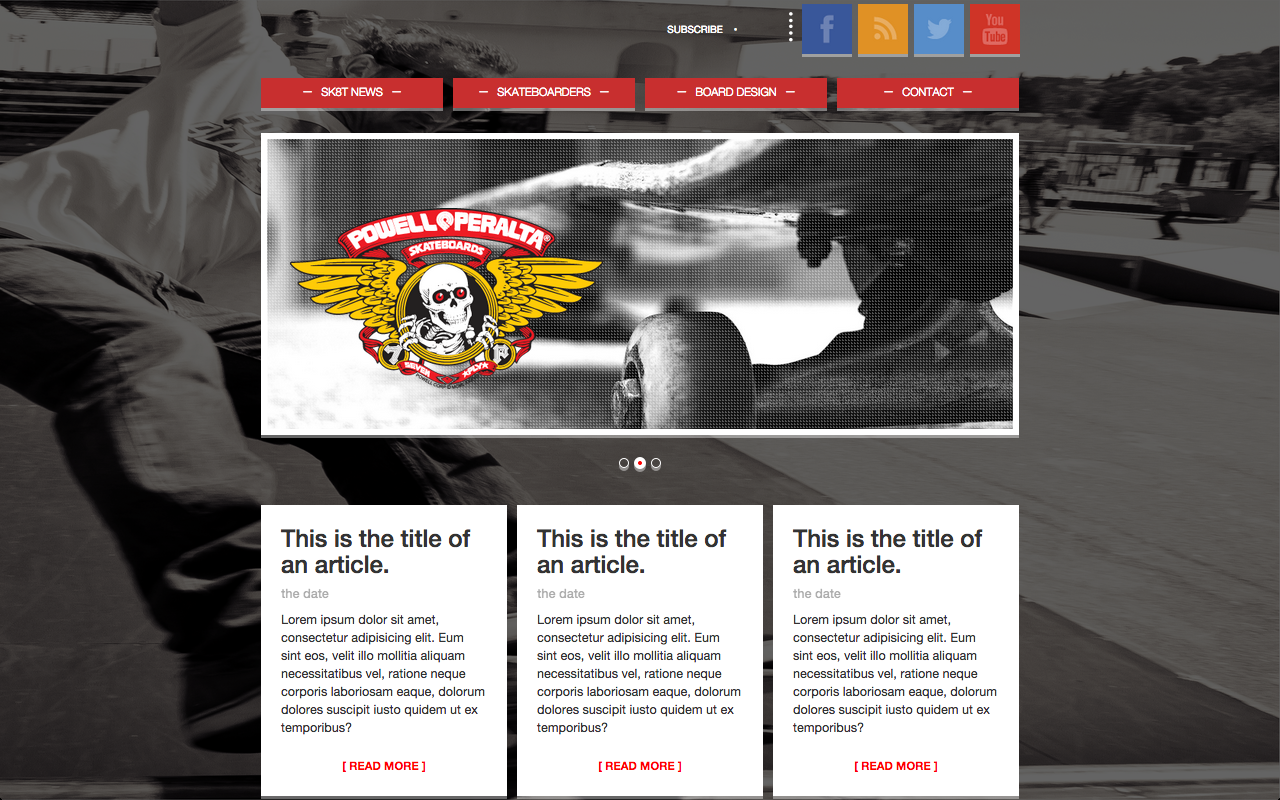 SUBSCRIBE •
You
Tube
– SK8T NEWS –
– SKATEBOARDERS –
– BOARD DESIGN –
– CONTACT –
POWELL PERALTA®
SKATEBOARDS
7 P
SEVEN PLY
This is the title of
an article.
the date
Lorem ipsum dolor sit amet,
consectetur adipisicing elit. Eum
sint eos, velit illo mollitia aliquam
necessitatibus vel, ratione neque
corporis laboriosam eaque, dolorum
dolores suscipit iusto quidem ut ex
temporibus?
[ READ MORE ]
This is the title of
an article.
the date
Lorem ipsum dolor sit amet,
consectetur adipisicing elit. Eum
sint eos, velit illo mollitia aliquam
necessitatibus vel, ratione neque
corporis laboriosam eaque, dolorum
dolores suscipit iusto quidem ut ex
temporibus?
[ READ MORE ]
This is the title of
an article.
the date
Lorem ipsum dolor sit amet,
consectetur adipisicing elit. Eum
sint eos, velit illo mollitia aliquam
necessitatibus vel, ratione neque
corporis laboriosam eaque, dolorum
dolores suscipit iusto quidem ut ex
temporibus?
[ READ MORE ]